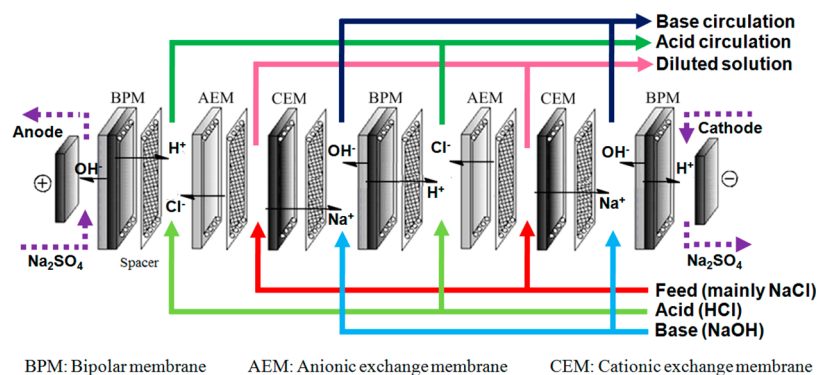 Base circulation
Acid circulation
Diluted solution
BPM
AEM
CEM
BPM
AEM
CEM
BPM
Anode
Cathode
H⁺
OH⁻
Cl⁻
Na⁺
OH⁻
H⁺
Cl⁻
Na⁺
OH⁻
H⁺
+
−
Na₂SO₄
Spacer
Na₂SO₄
Feed (mainly NaCl)
Acid (HCl)
Base (NaOH)
BPM: Bipolar membrane
AEM: Anionic exchange membrane
CEM: Cationic exchange membrane